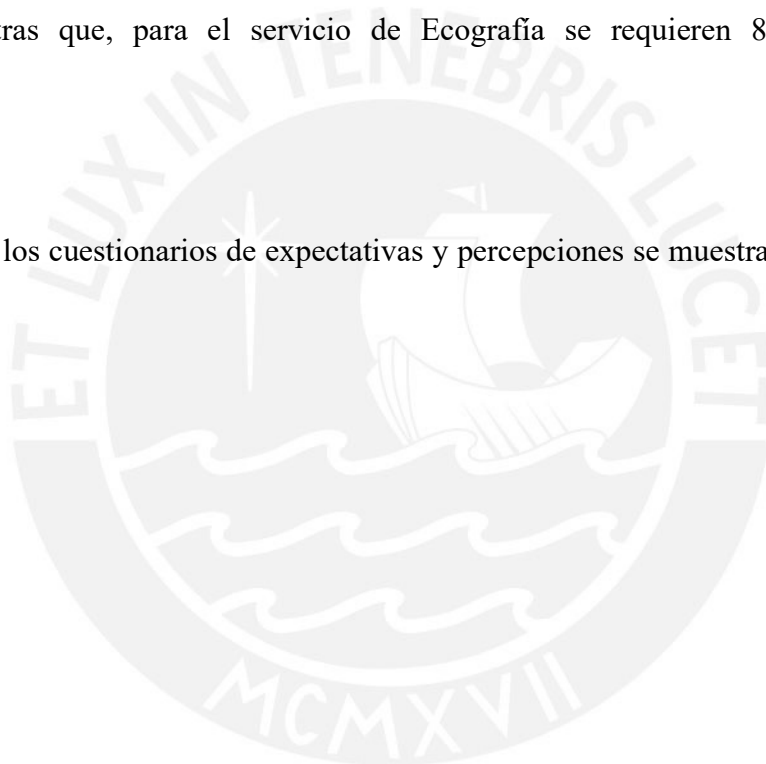 tras que, para el servicio de Ecografía se requieren 8
ET LUX IN TENEBRIS LUCET
los cuestionarios de expectativas y percepciones se muestra
MCMXVII